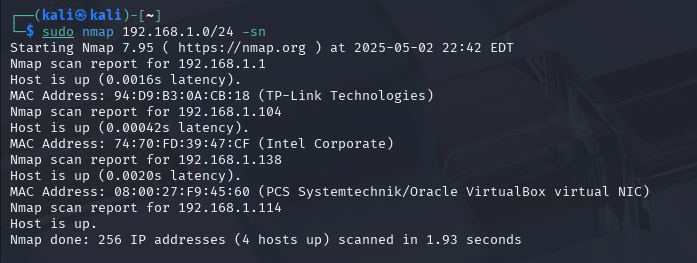 ┌──(kali㉿kali)-[~]
└─$ sudo nmap 192.168.1.0/24 -sn
Starting Nmap 7.95 ( https://nmap.org ) at 2025-05-02 22:42 EDT
Nmap scan report for 192.168.1.1
Host is up (0.0016s latency).
MAC Address: 94:D9:B3:0A:CB:18 (TP-Link Technologies)
Nmap scan report for 192.168.1.104
Host is up (0.00042s latency).
MAC Address: 74:70:FD:39:47:CF (Intel Corporate)
Nmap scan report for 192.168.1.138
Host is up (0.0020s latency).
MAC Address: 08:00:27:F9:45:60 (PCS Systemtechnik/Oracle VirtualBox virtual NIC)
Nmap scan report for 192.168.1.114
Host is up.
Nmap done: 256 IP addresses (4 hosts up) scanned in 1.93 seconds